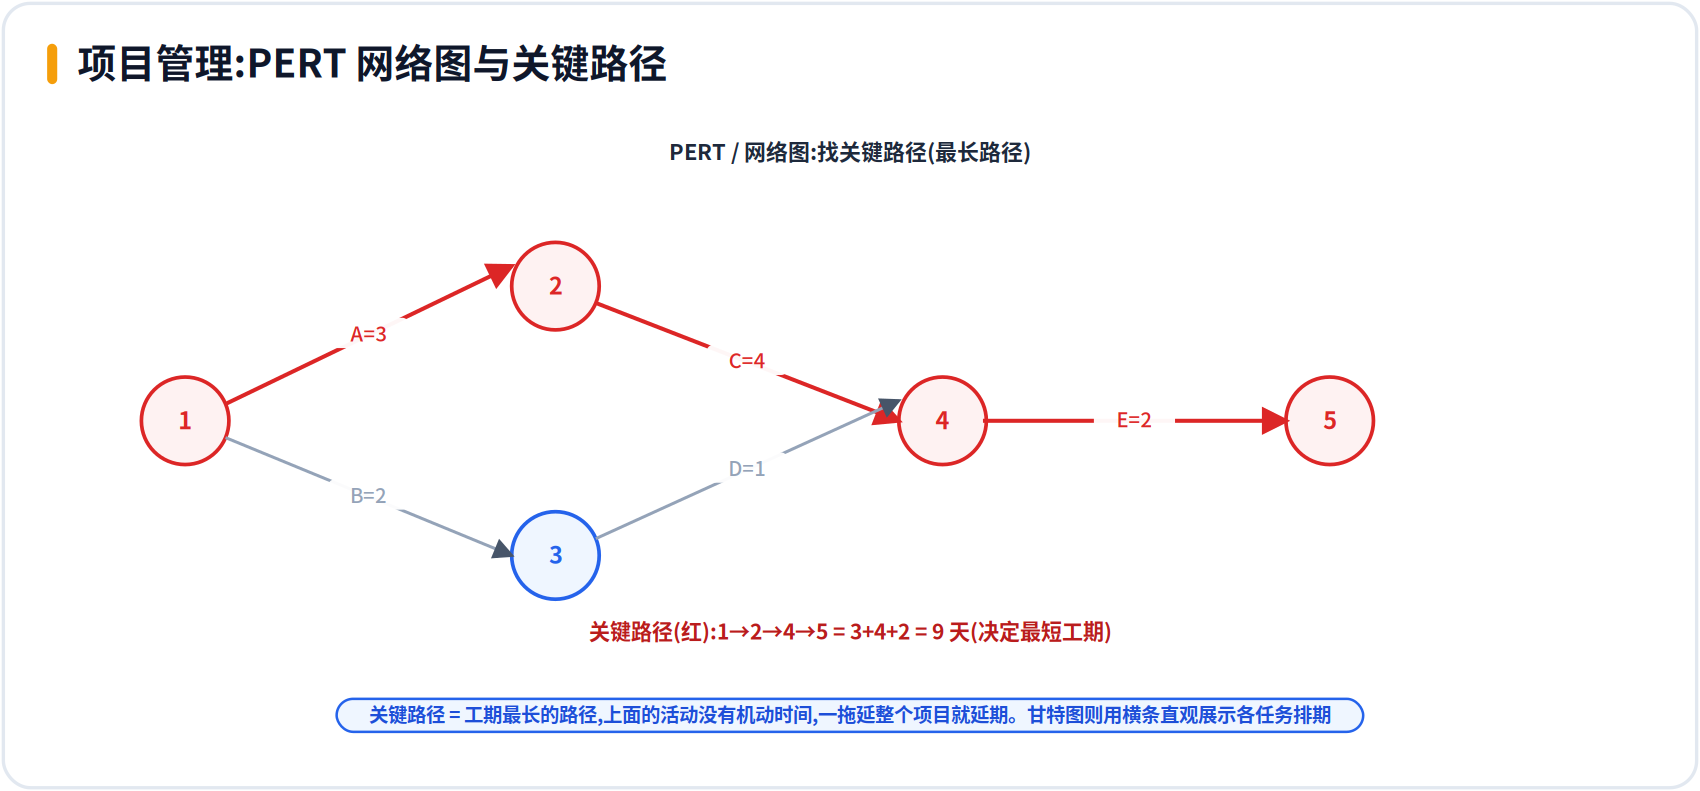 项目管理:PERT 网络图与关键路径
PERT / 网络图:找关键路径(最长路径)
2
A=3
C=4
1
4
E=2
5
D=1
B=2
3
关键路径(红):1→2→4→5 = 3+4+2 = 9 天(决定最短工期)
关键路径 = 工期最长的路径,上面的活动没有机动时间,一拖延整个项目就延期。甘特图则用横条直观展示各任务排期